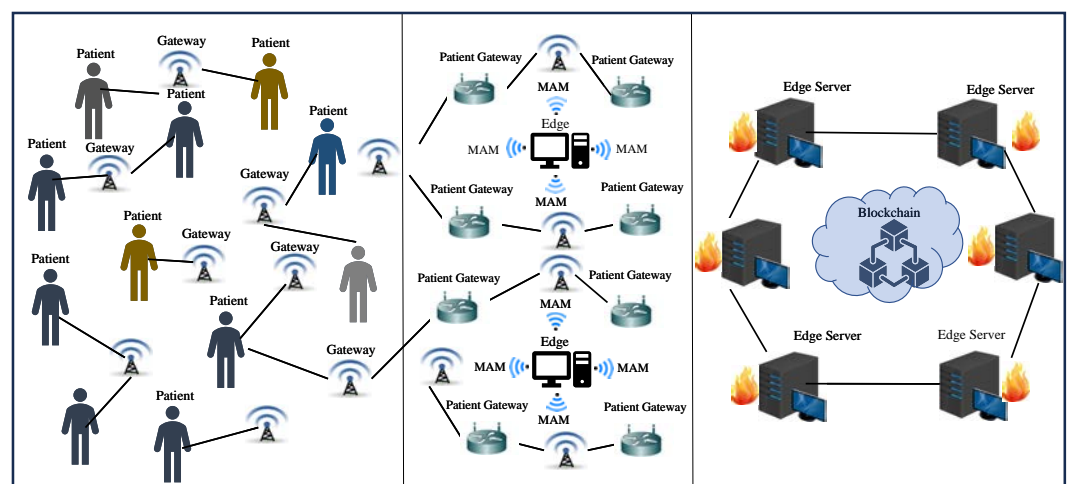 Patient
Gateway
Patient
Patient
Patient
Gateway
Patient
Gateway
Gateway
Gateway
Patient
Patient
Gateway
Patient
Patient Gateway
Patient Gateway
MAM
Edge
MAM
MAM
MAM
Patient Gateway
Patient Gateway
Patient Gateway
Patient Gateway
MAM
Edge
MAM
MAM
MAM
Patient Gateway
Patient Gateway
Edge Server
Edge Server
Blockchain
Edge Server
Edge Server